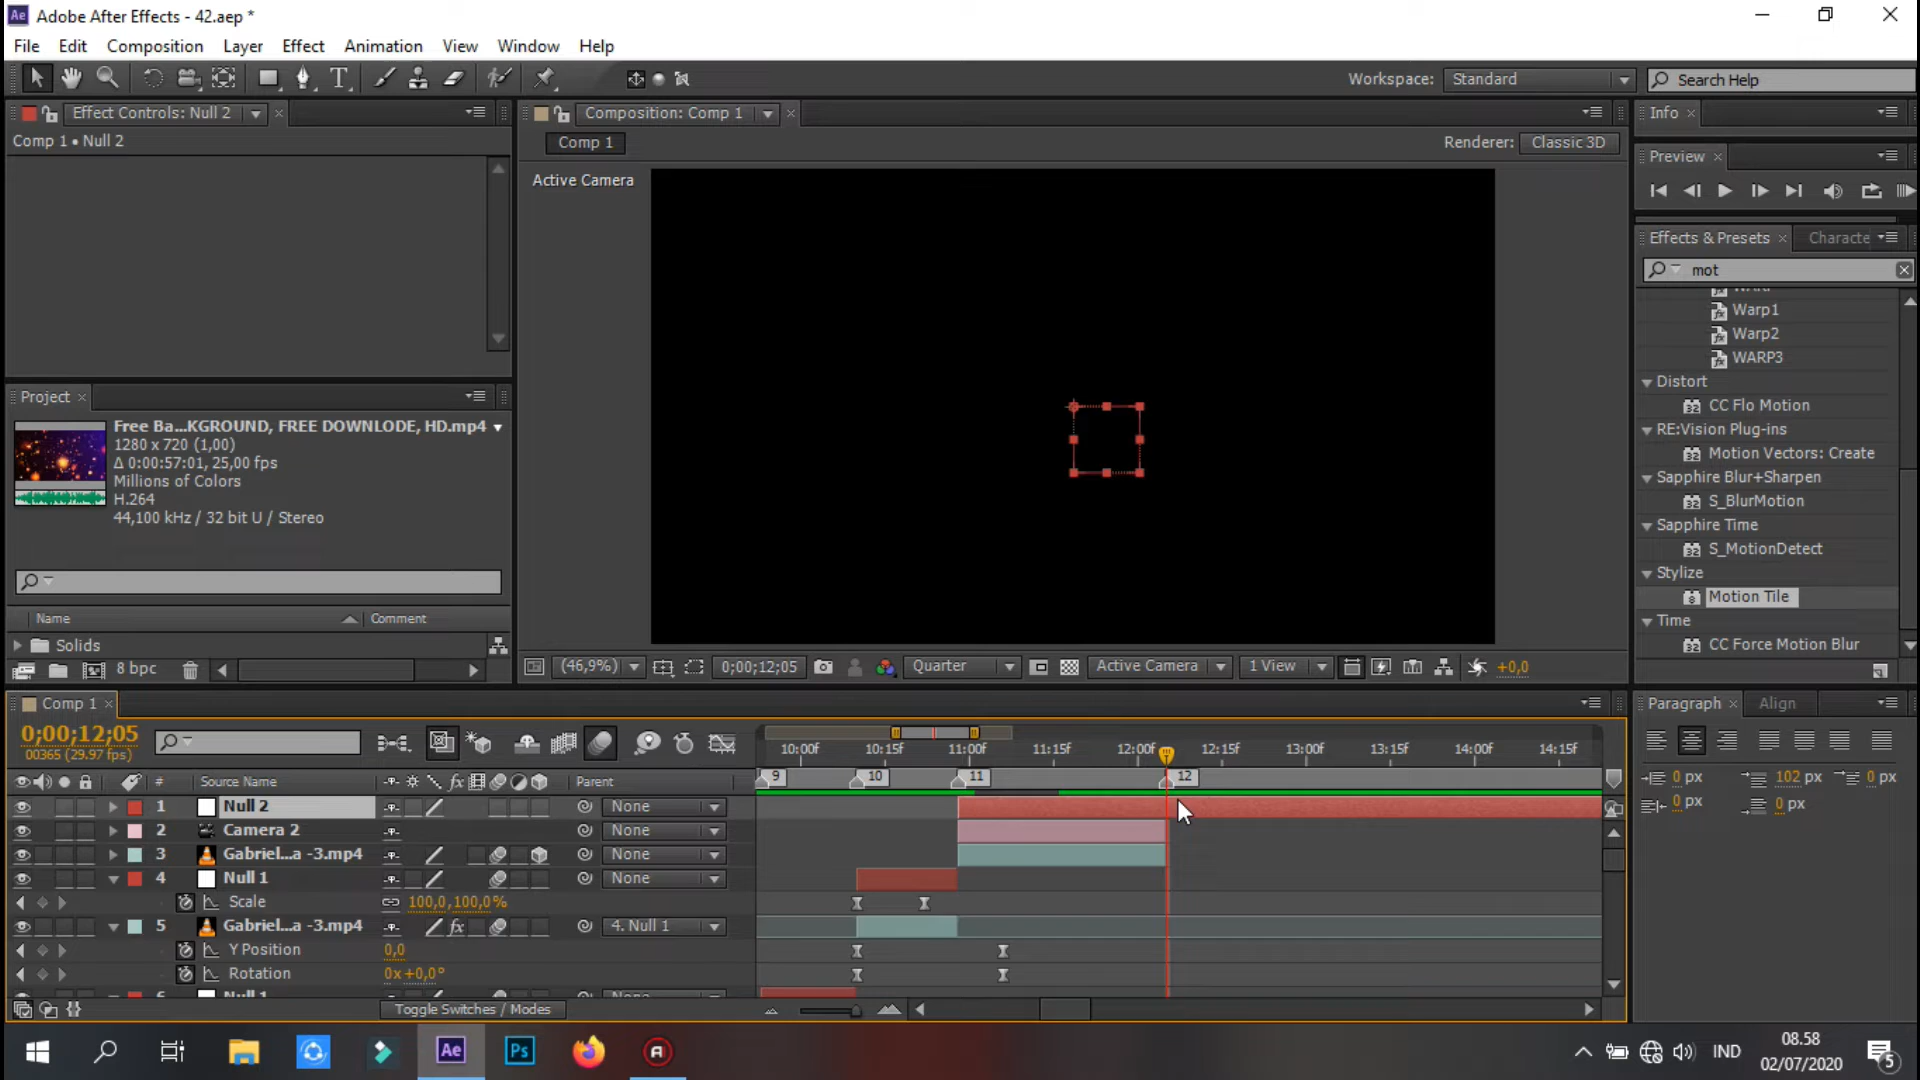 Adobe After Effects - 42.aep *
File Edit Composition Layer Effect Animation View Window Help
Workspace: Standard
Search Help
Effect Controls: Null 2
Comp 1 • Null 2
Composition: Comp 1
Comp 1
Renderer: Classic 3D
Active Camera
Info
Preview
Effects & Presets
Characte
mot
Warp1
Warp2
WARP3
Distort
CC Flo Motion
RE:Vision Plug-ins
Motion Vectors: Create
Sapphire Blur+Sharpen
S_BlurMotion
Sapphire Time
S_MotionDetect
Stylize
Motion Tile
Time
CC Force Motion Blur
Project
Free Ba...KGROUND, FREE DOWNLODE, HD.mp4
1280 x 720 (1,00)
Δ 0:00:57:01, 25,00 fps
Millions of Colors
H.264
44,100 kHz / 32 bit U / Stereo
Name Comment
Solids
8 bpc
(46,9%) 0;00;12;05 Quarter Active Camera 1 View +0,0
Comp 1
0;00;12;05
00365 (29.97 fps)
10:00f 10:15f 11:00f 11:15f 12:00f 12:15f 13:00f 13:15f 14:00f 14:15f
9 10 11 12
# Source Name fx Parent
1 Null 2 None
2 Camera 2 None
3 Gabriel...a -3.mp4 None
4 Null 1 None
Scale 100,0,100,0%
5 Gabriel...a -3.mp4 fx 4. Null 1
Y Position 0,0
Rotation 0x+0,0°
Toggle Switches / Modes
Paragraph Align
0 px 102 px 0 px
0 px 0 px
Ae Ps
IND
08.58
02/07/2020
5